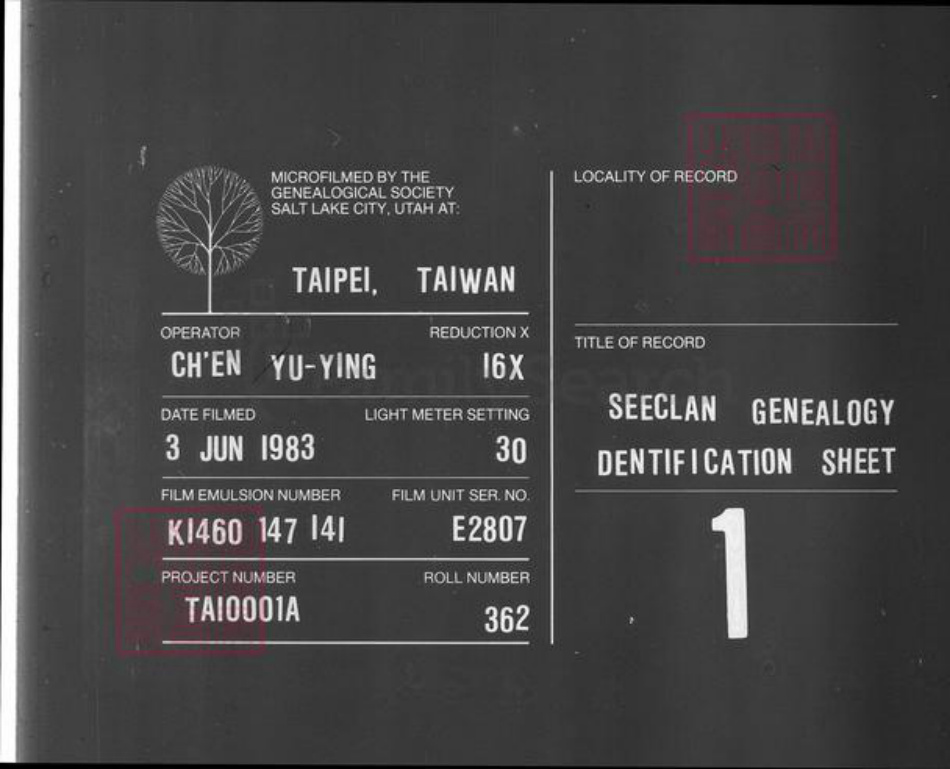 MICROFILMED BY THE
GENEALOGICAL SOCIETY
SALT LAKE CITY, UTAH AT:
TAIPEI, TAIWAN
OPERATOR REDUCTION X
CH'EN YU-YING 16X
DATE FILMED LIGHT METER SETTING
3 JUN 1983 30
FILM EMULSION NUMBER FILM UNIT SER. NO.
K1460 147 141 E2807
PROJECT NUMBER ROLL NUMBER
TAI0001A 362
LOCALITY OF RECORD
TITLE OF RECORD
SEECLAN GENEALOGY
DENTIFICATION SHEET
1